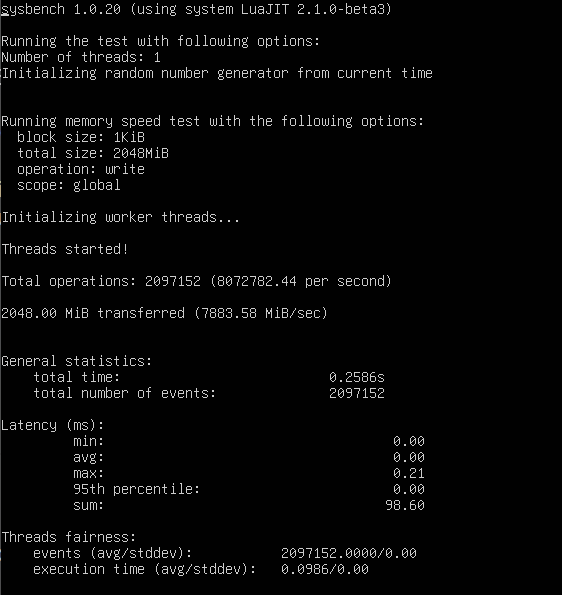 sysbench 1.0.20 (using system LuaJIT 2.1.0-beta3)
Running the test with following options:
Number of threads: 1
Initializing random number generator from current time
Running memory speed test with the following options:
block size: 1KiB
total size: 2048MiB
operation: write
scope: global
Initializing worker threads...
Threads started!
Total operations: 2097152 (8072782.44 per second)
2048.00 MiB transferred (7883.58 MiB/sec)
General statistics:
total time: 0.2586s
total number of events: 2097152
Latency (ms):
min: 0.00
avg: 0.00
max: 0.21
95th percentile: 0.00
sum: 98.60
Threads fairness:
events (avg/stddev): 2097152.0000/0.00
execution time (avg/stddev): 0.0986/0.00